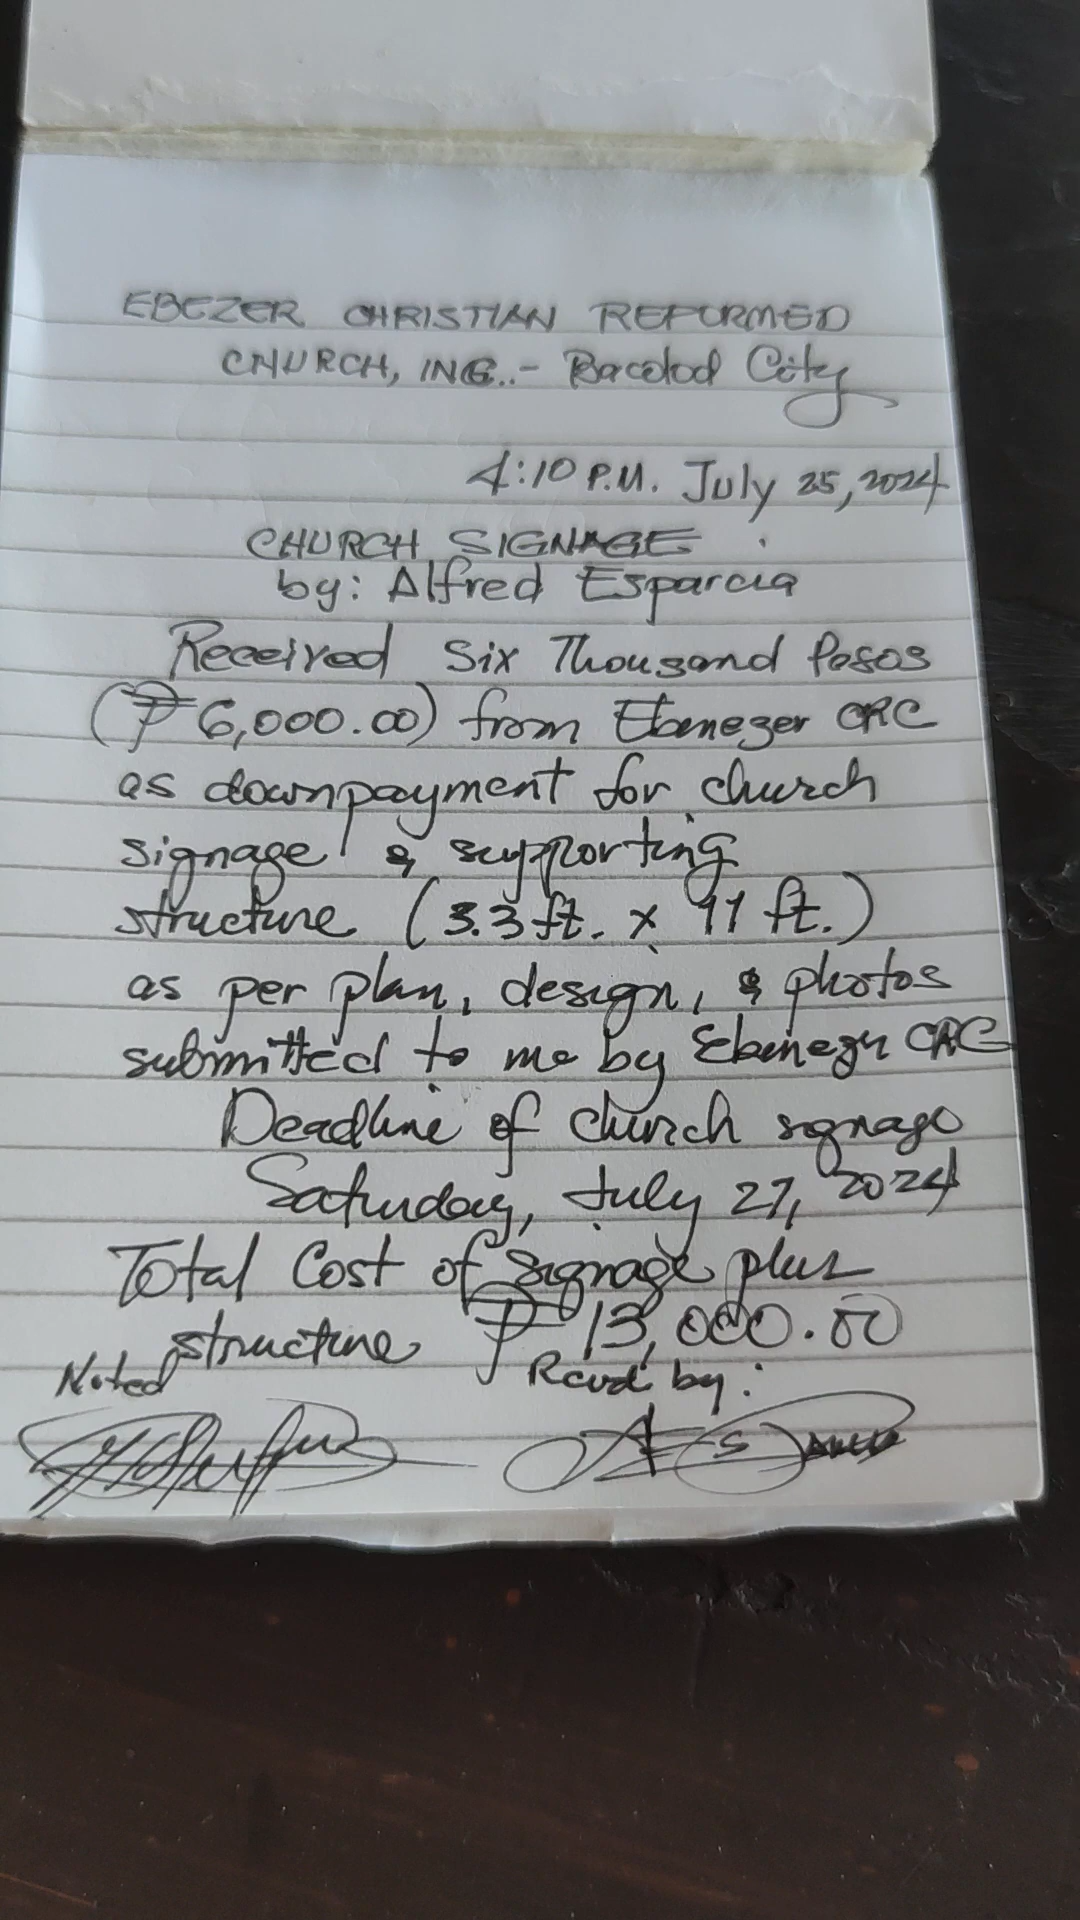 EBEZER CHRISTIAN REFORMED
CHURCH, INC..- Bacolod City
4:10 P.M. July 25, 2024
CHURCH SIGNAGE
by: Alfred Esparcia
Received Six Thousand Pesos
(₱ 6,000.00) from Ebenezer CRC
as downpayment for church
signage & supporting
structure (3.3 ft. x 11 ft.)
as per plan, design, & photos
submitted to me by Ebenezer CRC
Deadline of church signage
Saturday, July 27, 2024
Total Cost of signage plus
structure ₱ 13,000.00
Noted Rcvd by: